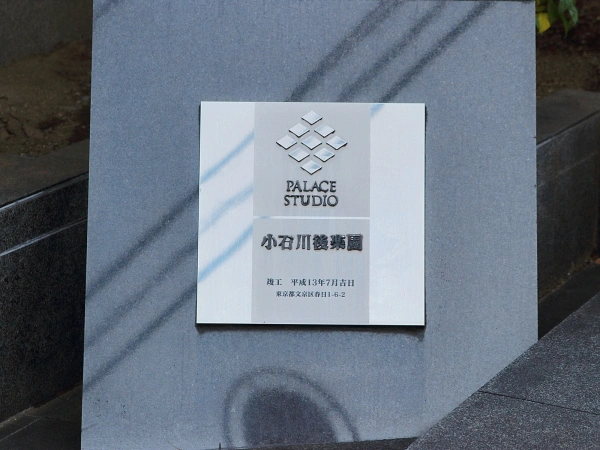 PALACE
STUDIO
小石川後楽園
竣工 平成13年7月吉日
東京都文京区春日1-6-2